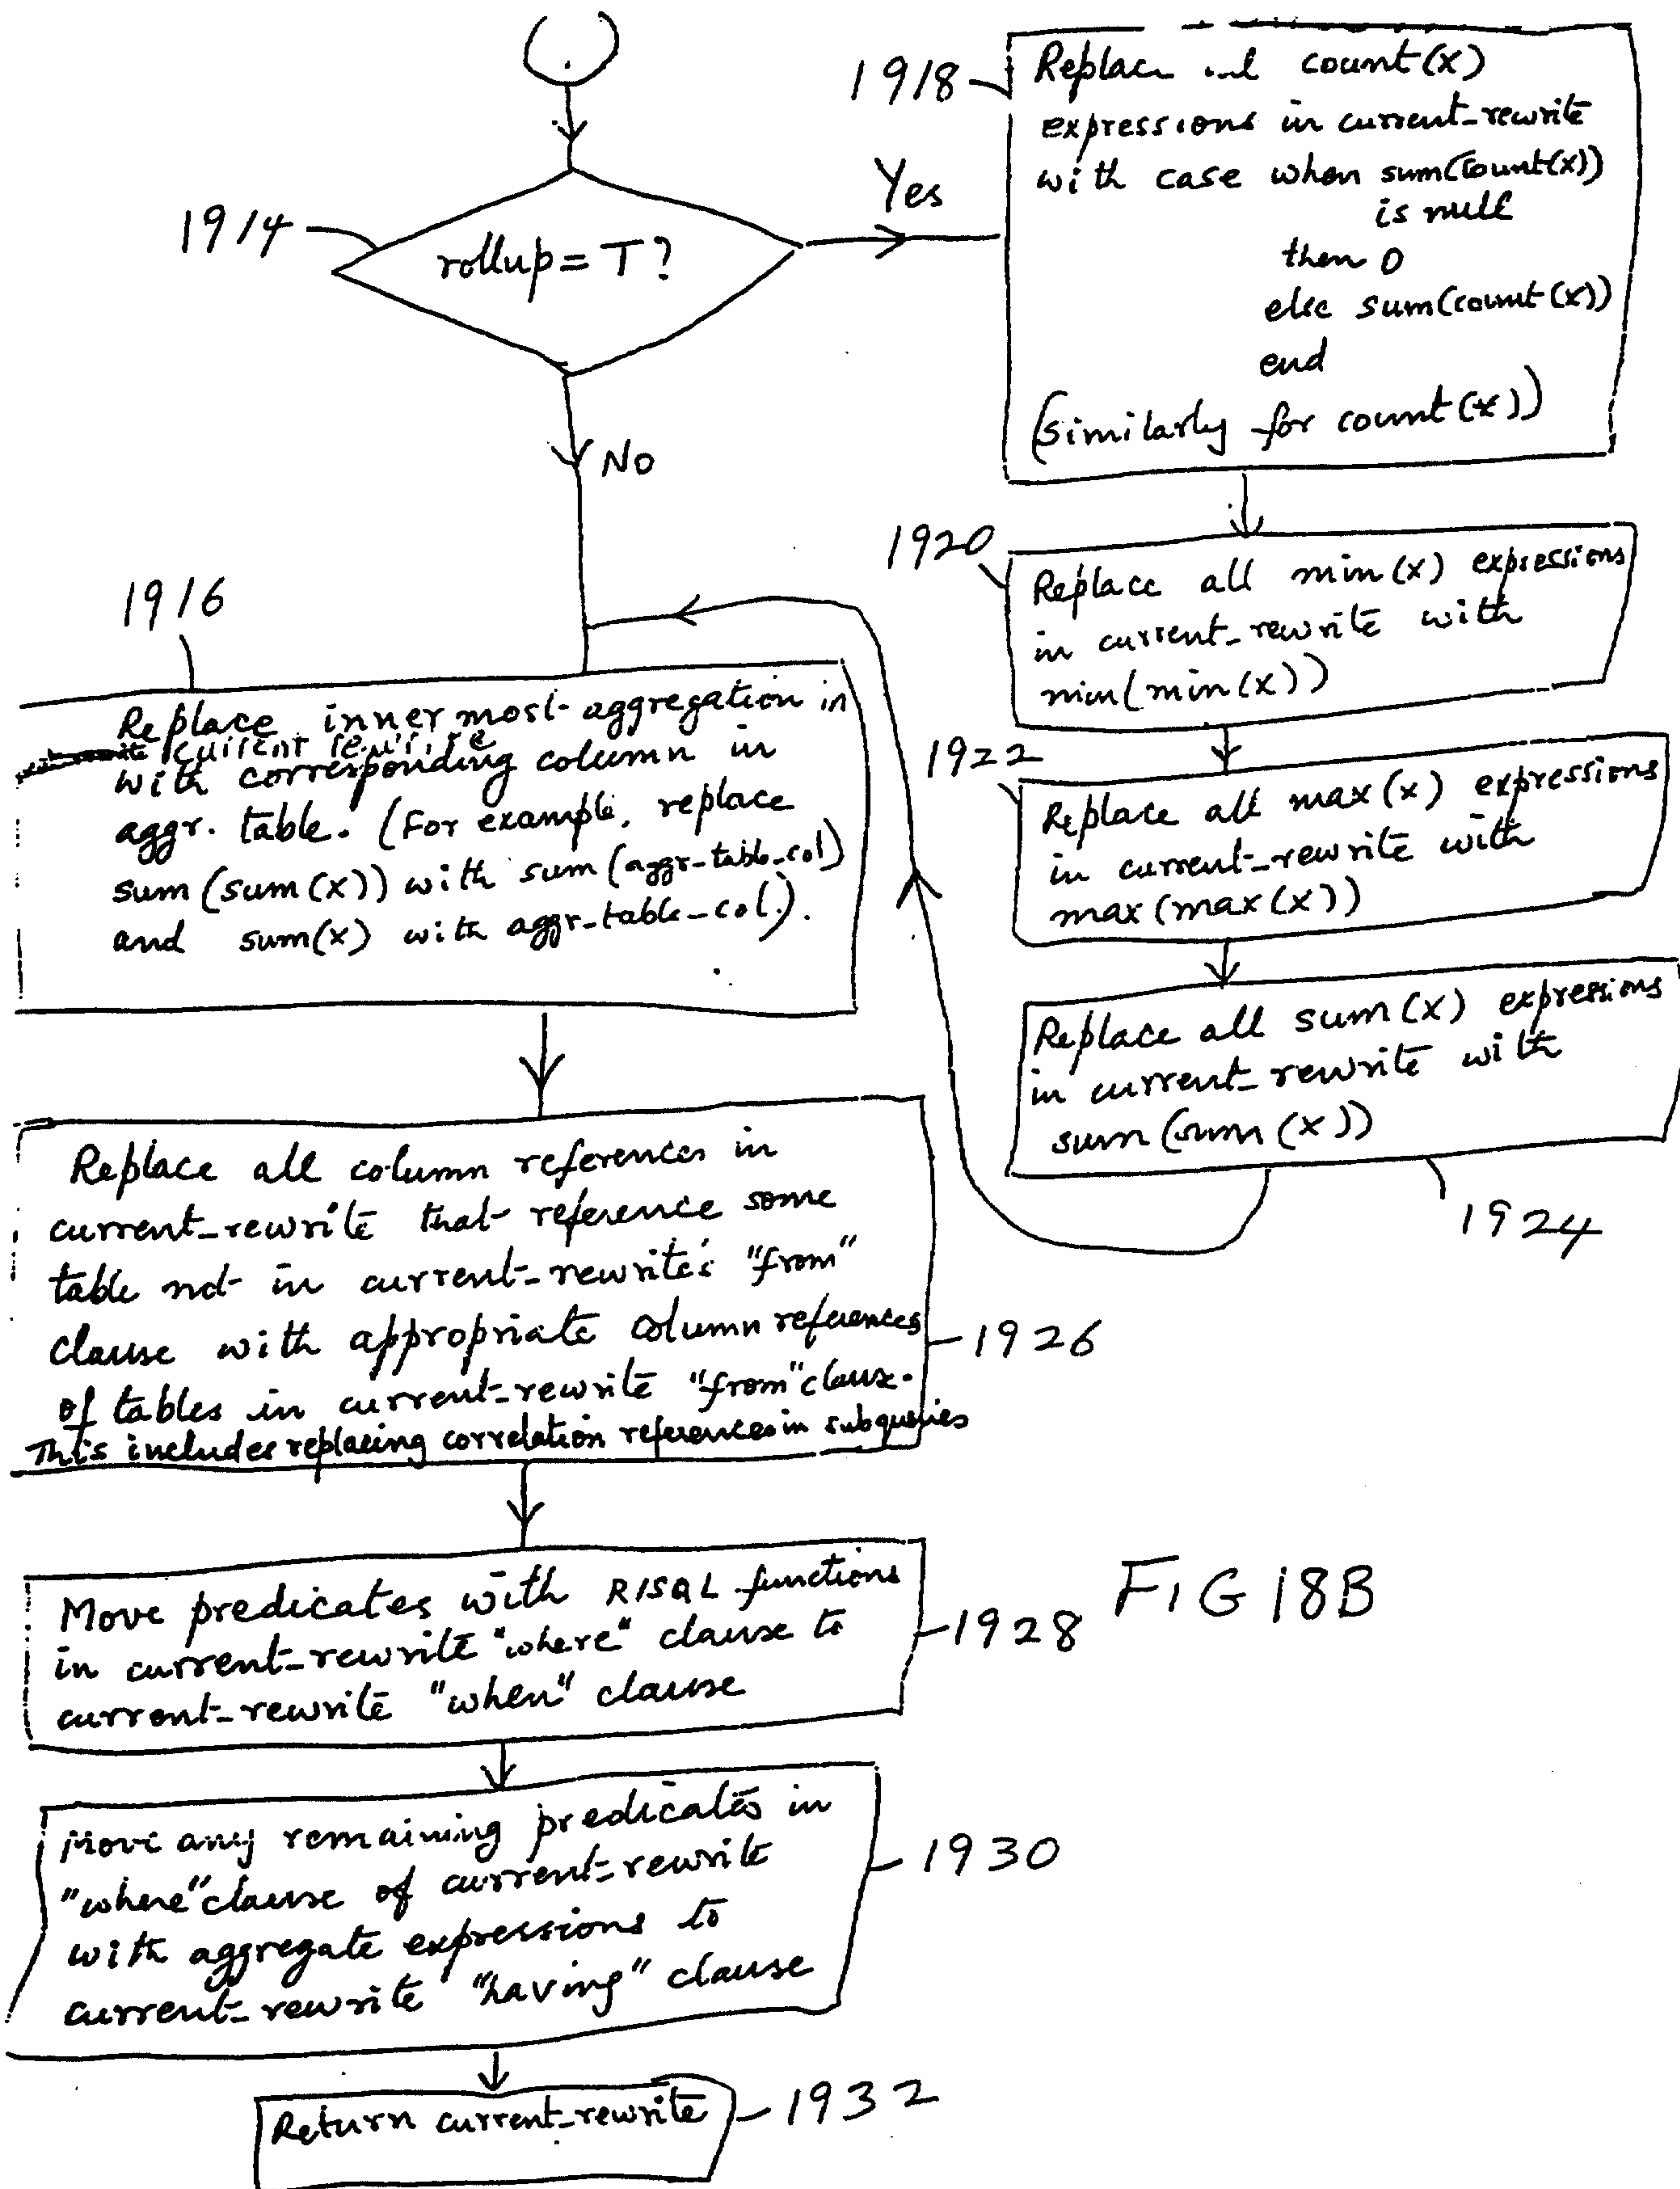 1914
rollup = T?
Yes
No
1918
Replace all count(x)
expressions in current_rewrite
with case when sum(count(x))
is null
then 0
else sum(count(x))
end
(Similarly for count(*))
1920
Replace all min(x) expressions
in current_rewrite with
min(min(x))
1922
Replace all max(x) expressions
in current_rewrite with
max(max(x))
Replace all sum(x) expressions
in current_rewrite with
sum(sum(x))
1924
1916
Replace innermost aggregation in
current rewrite
with corresponding column in
aggr. table. (For example, replace
sum(sum(x)) with sum(aggr-table-col)
and sum(x) with aggr-table-col.).
Replace all column references in
current_rewrite that reference some
table not in current_rewrite's "from"
clause with appropriate column references
of tables in current_rewrite "from" clause.
This includes replacing correlation references in subqueries
1926
Move predicates with RISQL functions
in current_rewrite "where" clause to
current_rewrite "when" clause
1928
FIG 18B
Move any remaining predicates in
"where" clause of current_rewrite
with aggregate expressions to
current_rewrite "having" clause
1930
Return current_rewrite
1932